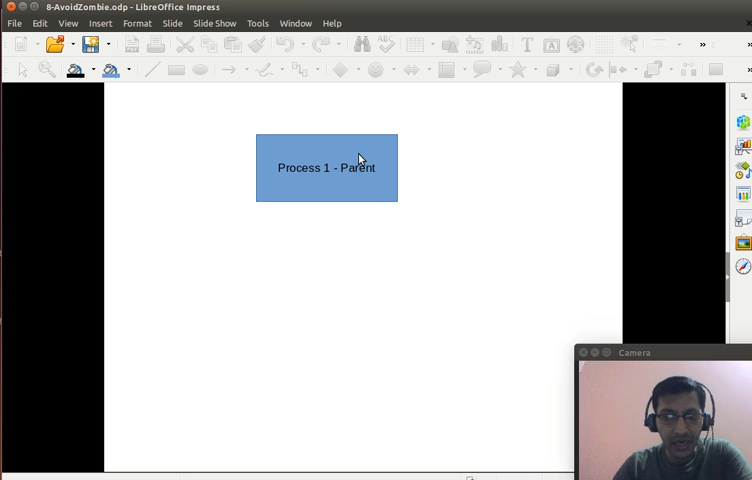 8-AvoidZombie.odp - LibreOffice Impress
File Edit View Insert Format Slide Slide Show Tools Window Help
Process 1 - Parent
Camera